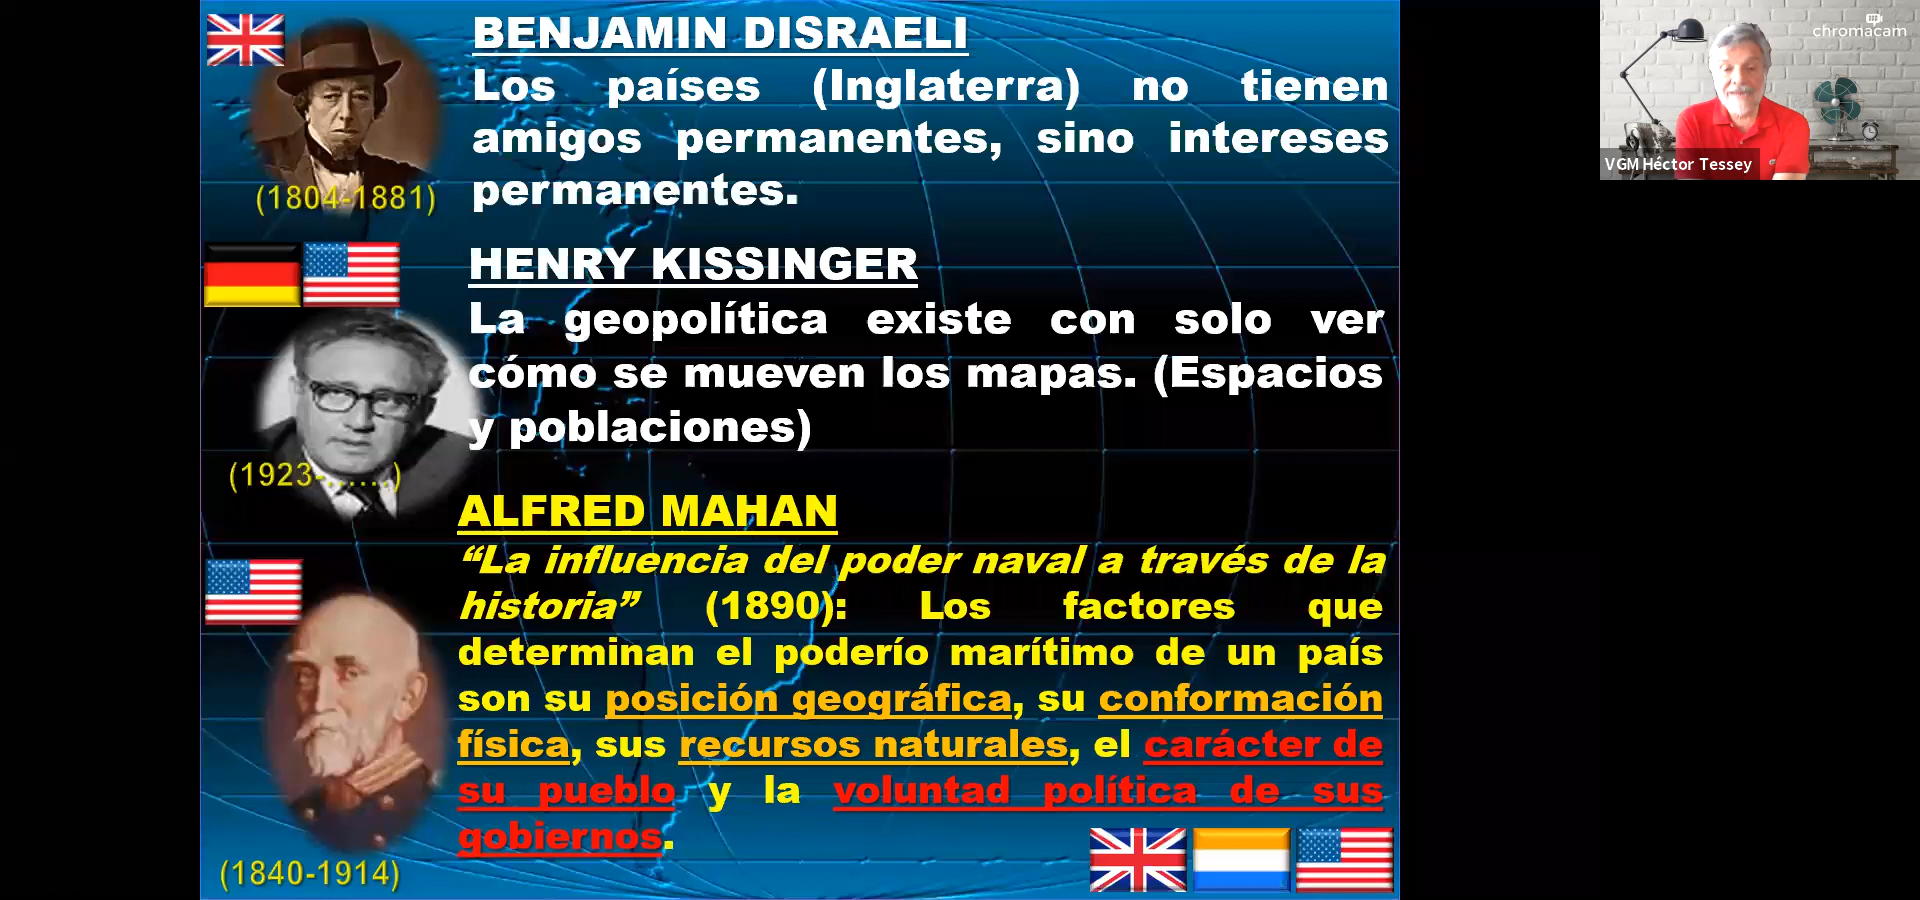 BENJAMIN DISRAELI
Los países (Inglaterra) no tienen
amigos permanentes, sino intereses
permanentes.
(1804-1881)
HENRY KISSINGER
La geopolítica existe con solo ver
cómo se mueven los mapas. (Espacios
y poblaciones)
(1923-……)
ALFRED MAHAN
“La influencia del poder naval a través de la
historia” (1890): Los factores que
determinan el poderío marítimo de un país
son su posición geográfica, su conformación
física, sus recursos naturales, el carácter de
su pueblo y la voluntad política de sus
gobiernos.
(1840-1914)
chromacam
VGM Héctor Tessey